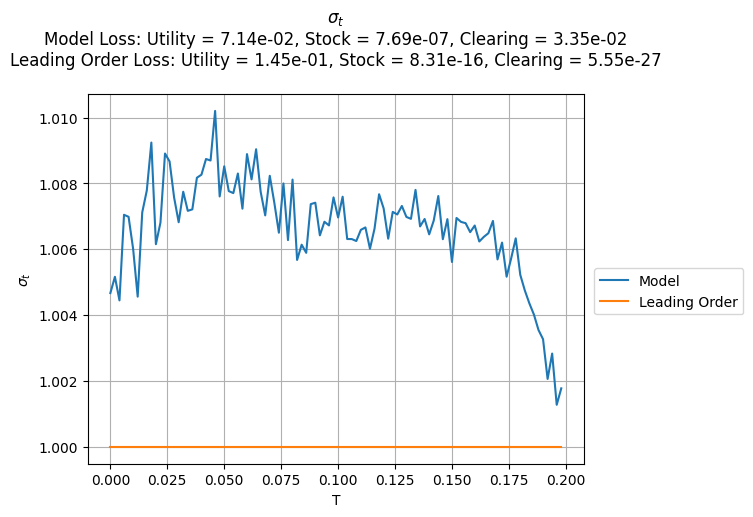 σt
Model Loss: Utility = 7.14e-02, Stock = 7.69e-07, Clearing = 3.35e-02
Leading Order Loss: Utility = 1.45e-01, Stock = 8.31e-16, Clearing = 5.55e-27
1.010
1.008
1.006
1.004
1.002
1.000
σt
0.000 0.025 0.050 0.075 0.100 0.125 0.150 0.175 0.200
T
Model
Leading Order